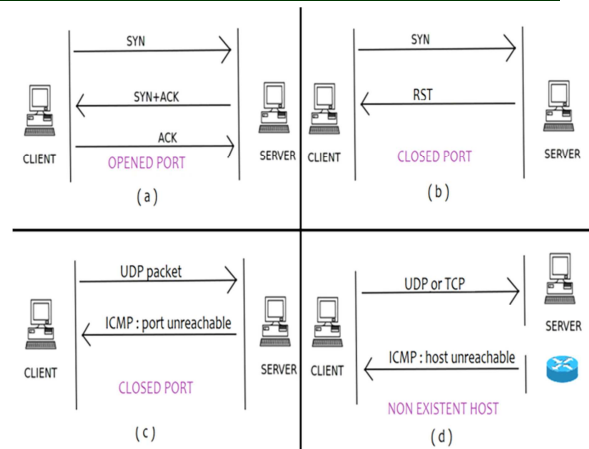 SYN
SYN+ACK
ACK
CLIENT
SERVER
OPENED PORT
( a )
SYN
RST
CLIENT
SERVER
CLOSED PORT
( b )
UDP packet
ICMP : port unreachable
CLIENT
SERVER
CLOSED PORT
( c )
UDP or TCP
SERVER
ICMP : host unreachable
CLIENT
NON EXISTENT HOST
( d )